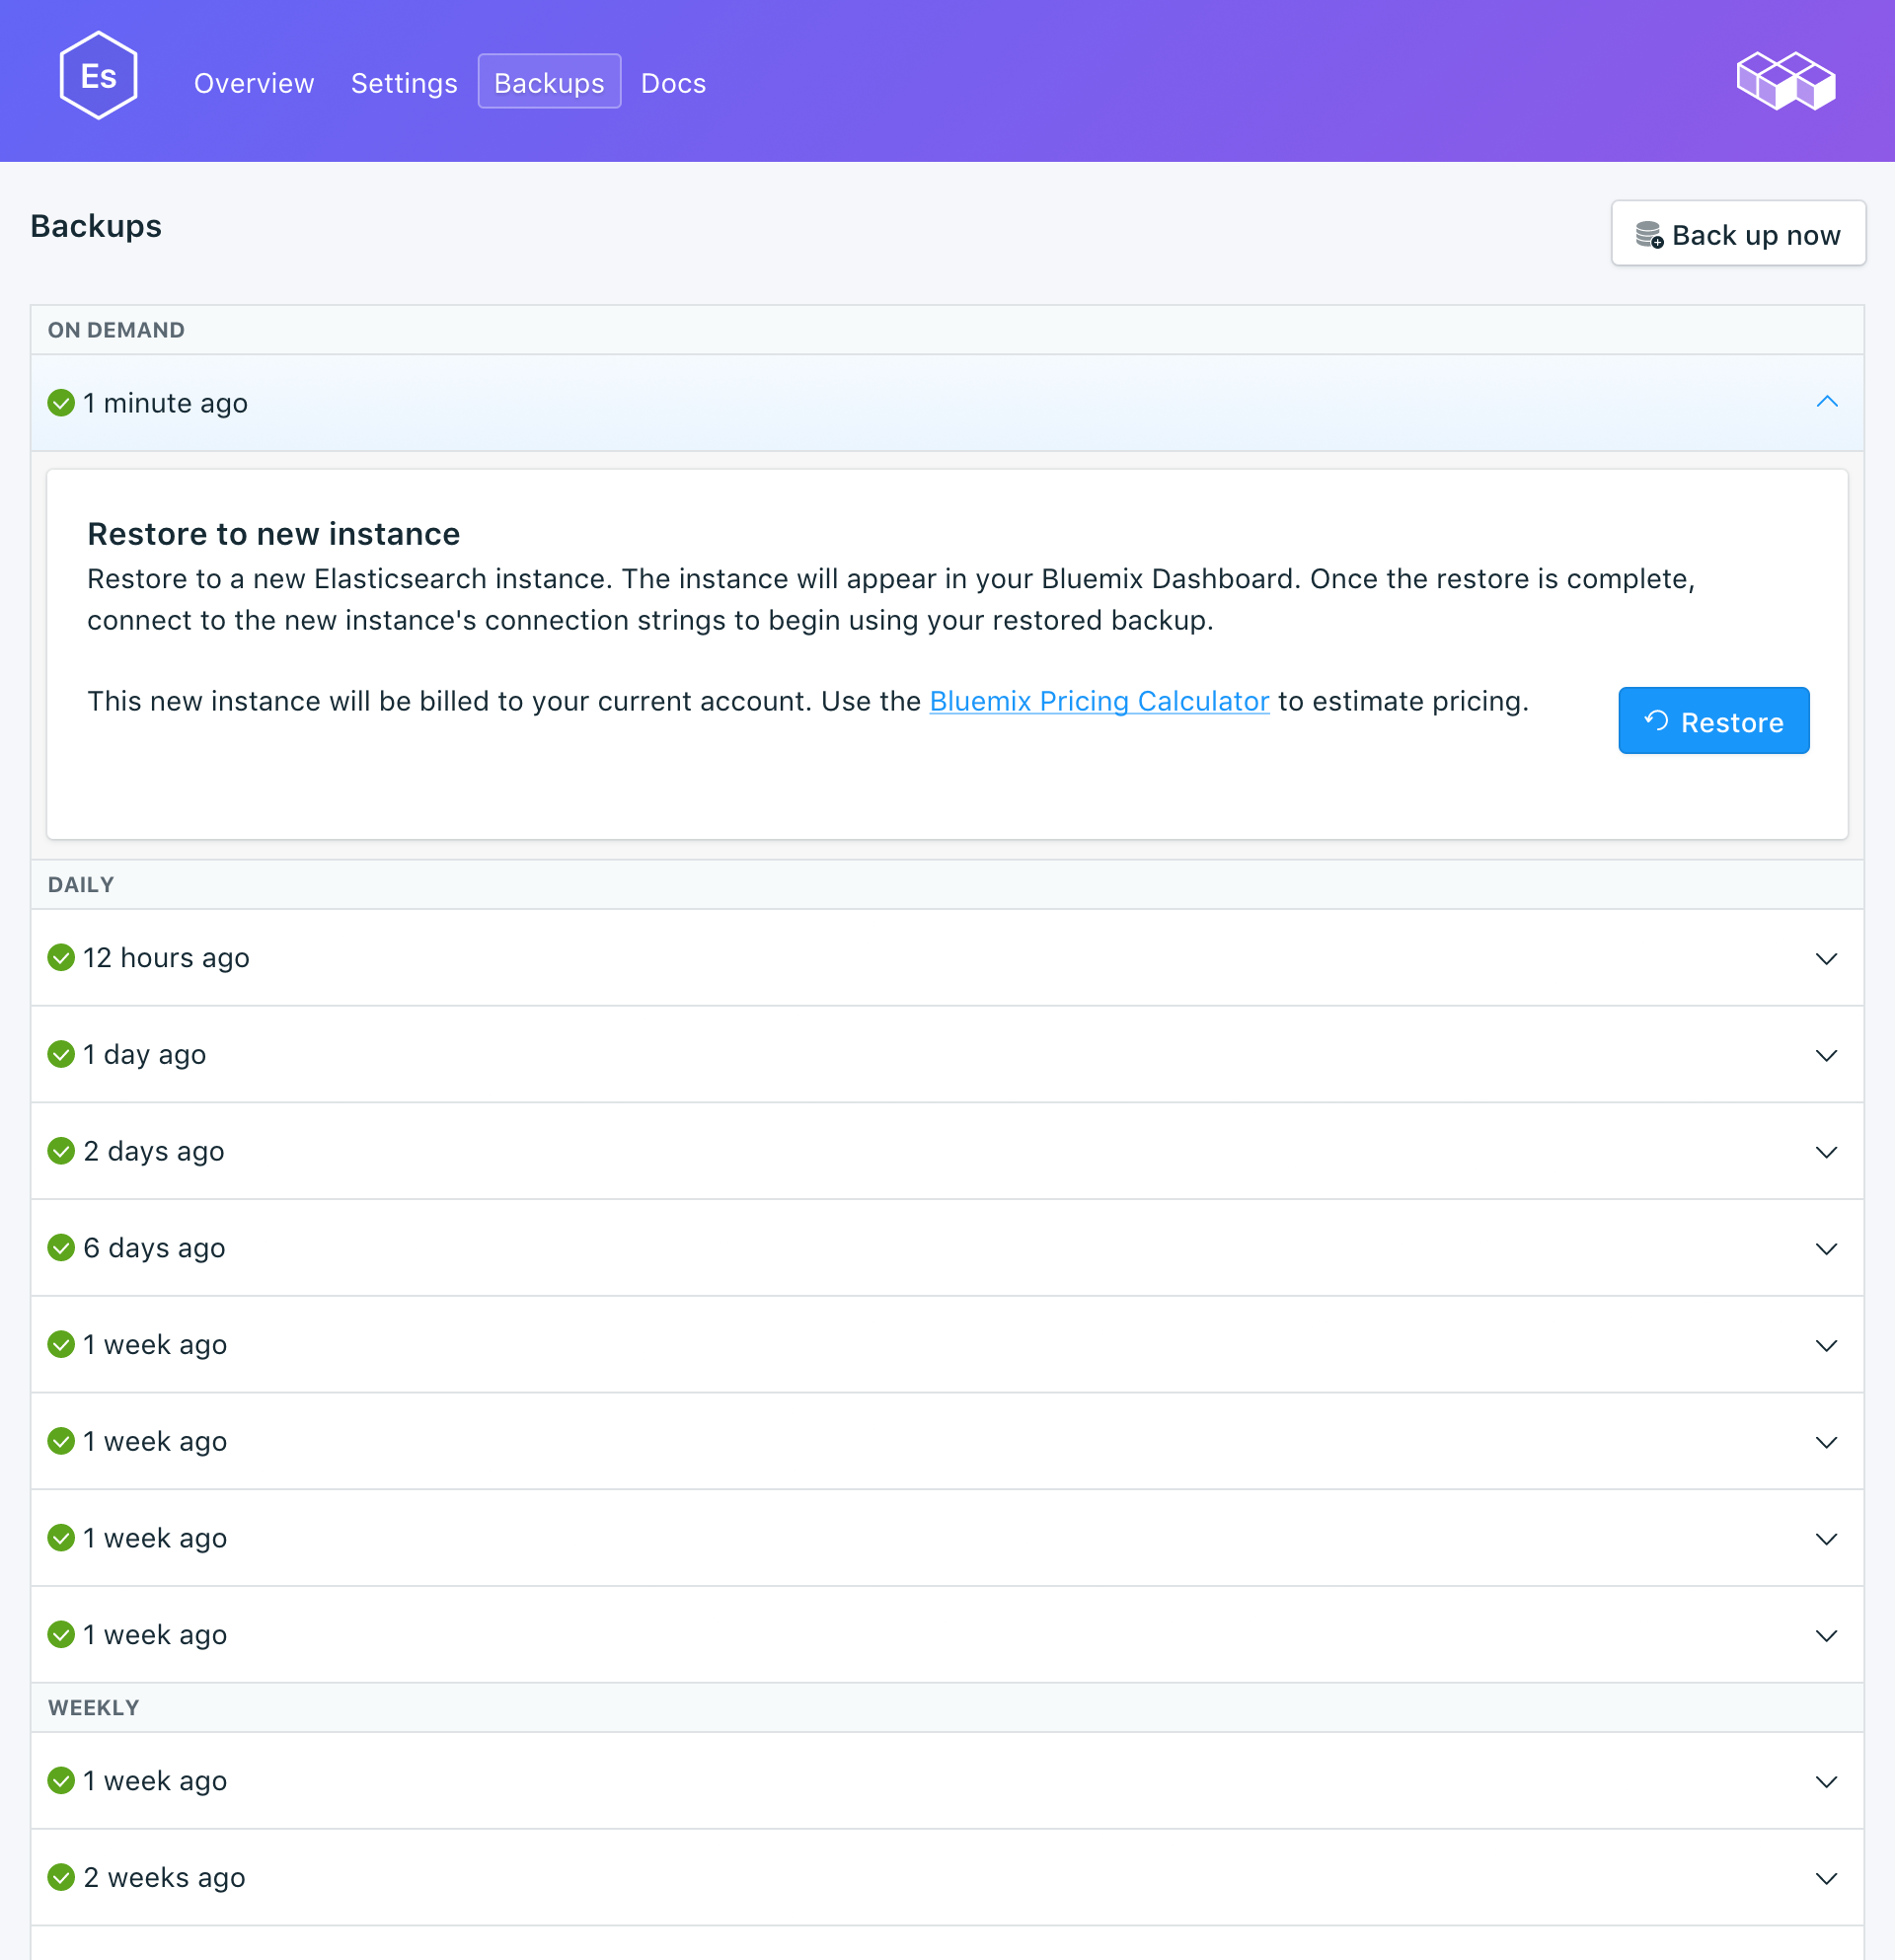 Es
Overview Settings Backups Docs
Backups
Back up now
ON DEMAND
1 minute ago
Restore to new instance
Restore to a new Elasticsearch instance. The instance will appear in your Bluemix Dashboard. Once the restore is complete,
connect to the new instance's connection strings to begin using your restored backup.
This new instance will be billed to your current account. Use the Bluemix Pricing Calculator to estimate pricing.
Restore
DAILY
12 hours ago
1 day ago
2 days ago
6 days ago
1 week ago
1 week ago
1 week ago
1 week ago
WEEKLY
1 week ago
2 weeks ago